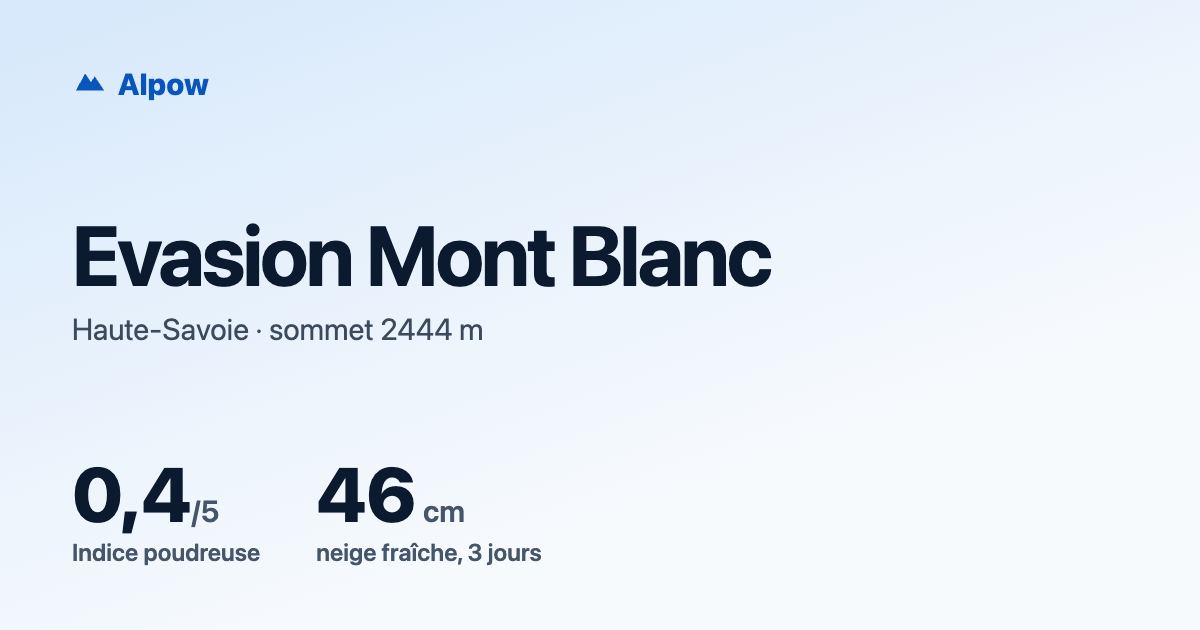 Alpow
Evasion Mont Blanc
Haute-Savoie · sommet 2444 m
0,4/5
Indice poudreuse
46 cm
neige fraîche, 3 jours